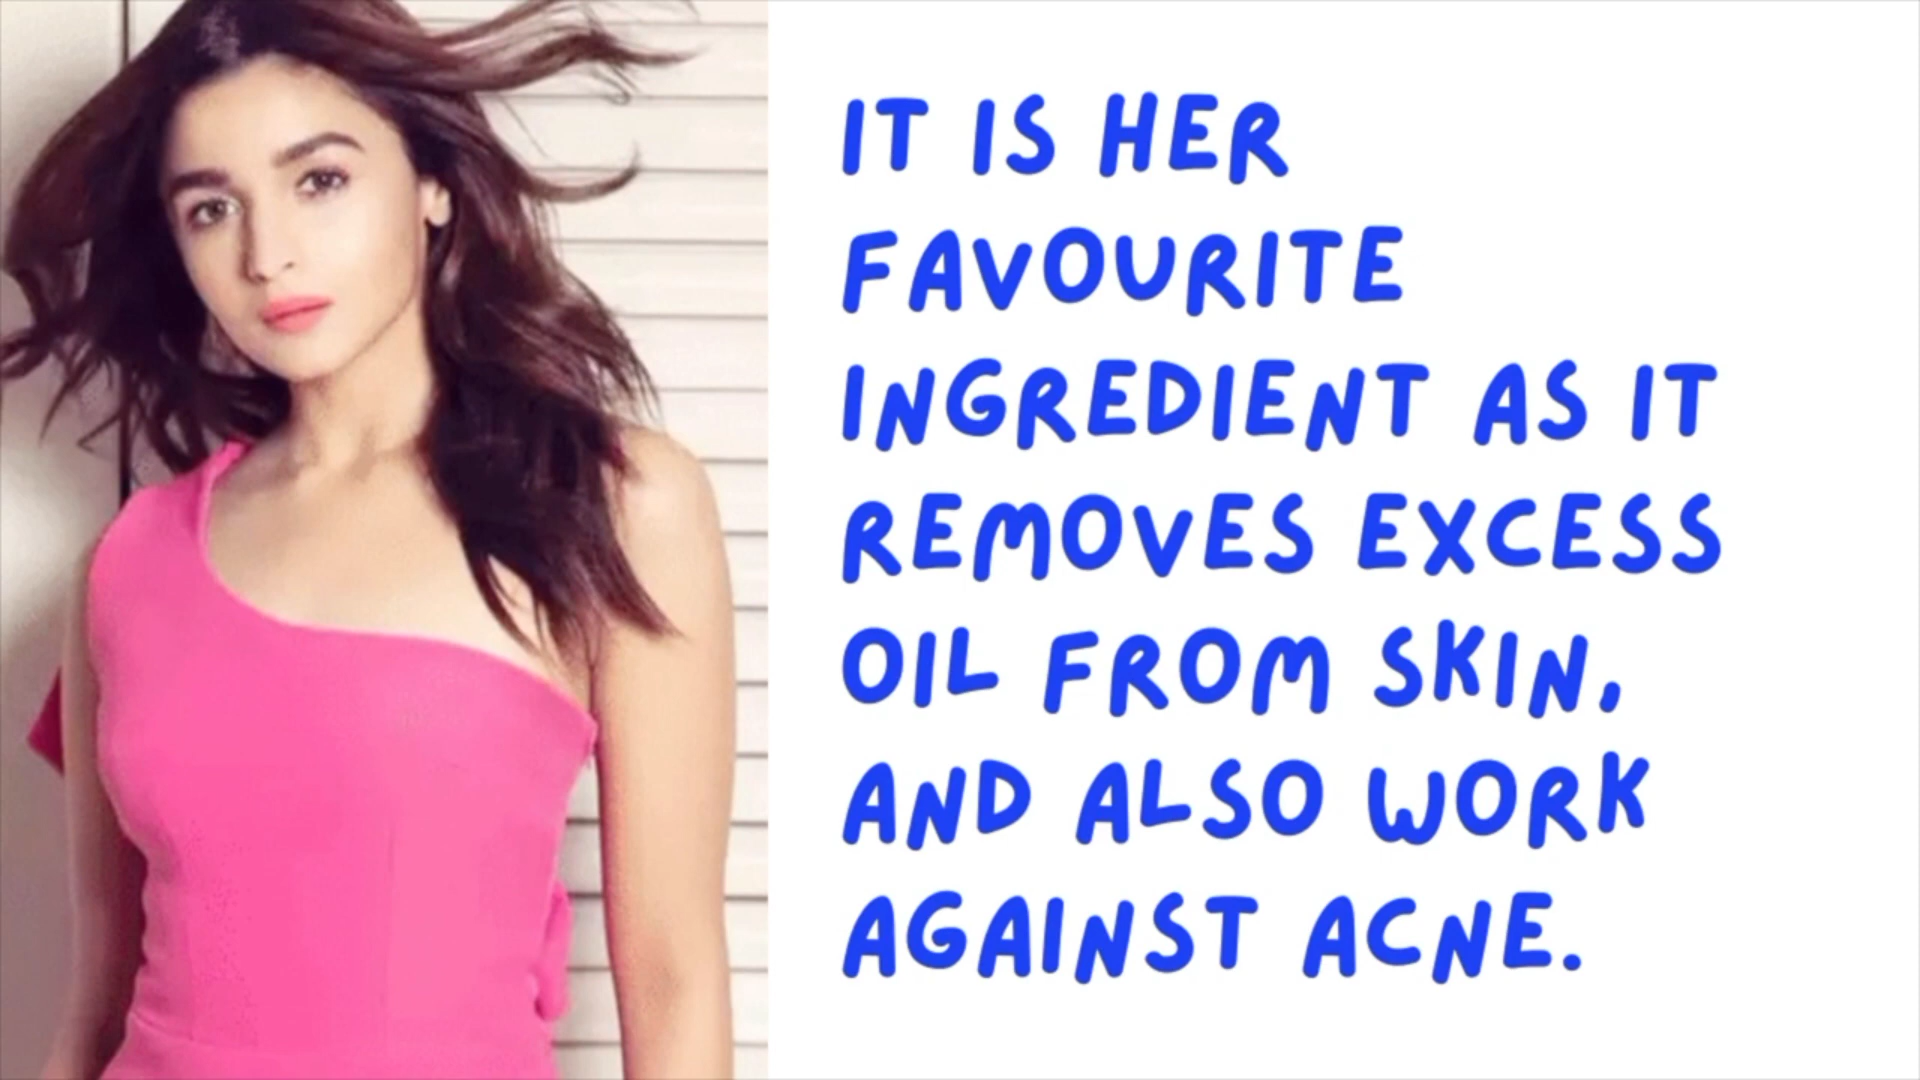 IT IS HER
FAVOURITE
INGREDIENT AS IT
REMOVES EXCESS
OIL FROM SKIN,
AND ALSO WORK
AGAINST ACNE.